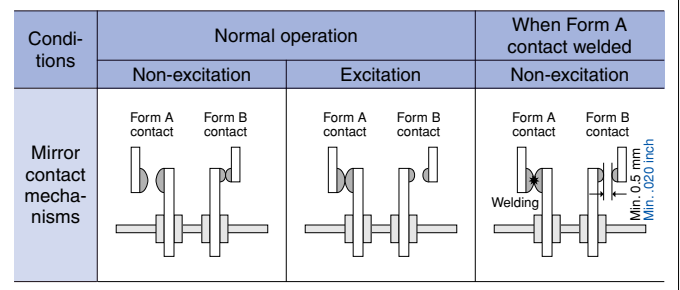 Condi-
tions
Normal operation
When Form A
contact welded
Non-excitation
Excitation
Non-excitation
Mirror
contact
mecha-
nisms
Form A
contact
Form B
contact
Form A
contact
Form B
contact
Form A
contact
Form B
contact
Welding
Min. 0.5 mm
Min. .020 inch